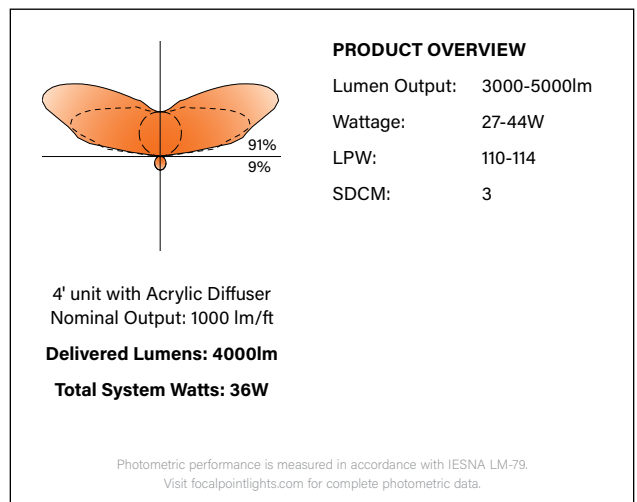 91%
9%
4' unit with Acrylic Diffuser
Nominal Output: 1000 lm/ft
Delivered Lumens: 4000lm
Total System Watts: 36W
PRODUCT OVERVIEW
Lumen Output: 3000-5000lm
Wattage: 27-44W
LPW: 110-114
SDCM: 3
Photometric performance is measured in accordance with IESNA LM-79.
Visit focalpointlights.com for complete photometric data.